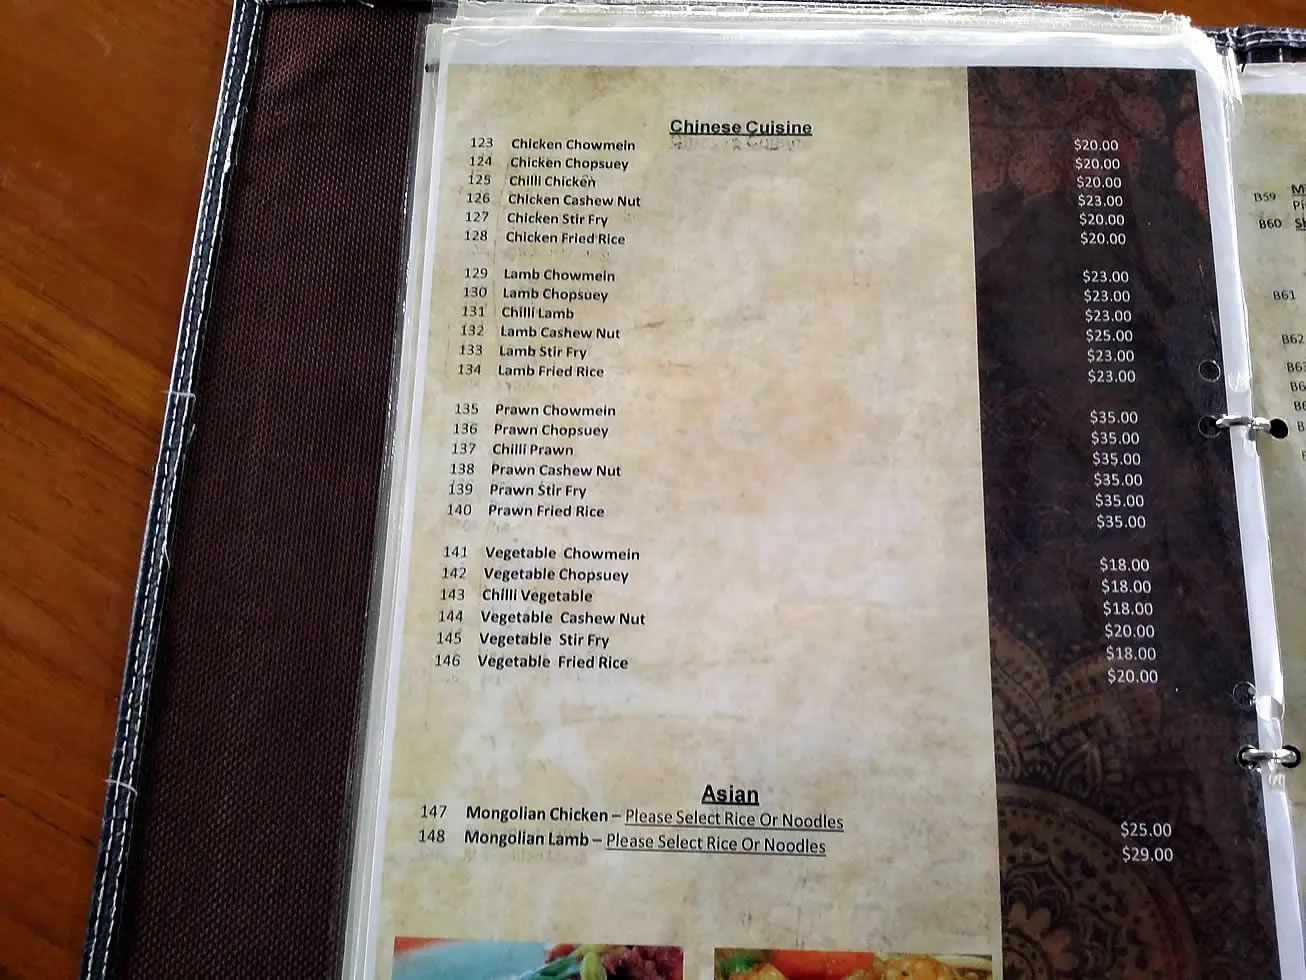 Chinese Cuisine
123 Chicken Chowmein $20.00
124 Chicken Chopsuey $20.00
125 Chilli Chicken $20.00
126 Chicken Cashew Nut $23.00
127 Chicken Stir Fry $20.00
128 Chicken Fried Rice $20.00
129 Lamb Chowmein $23.00
130 Lamb Chopsuey $23.00
131 Chilli Lamb $23.00
132 Lamb Cashew Nut $25.00
133 Lamb Stir Fry $23.00
134 Lamb Fried Rice $23.00
135 Prawn Chowmein $35.00
136 Prawn Chopsuey $35.00
137 Chilli Prawn $35.00
138 Prawn Cashew Nut $35.00
139 Prawn Stir Fry $35.00
140 Prawn Fried Rice $35.00
141 Vegetable Chowmein $18.00
142 Vegetable Chopsuey $18.00
143 Chilli Vegetable $18.00
144 Vegetable Cashew Nut $20.00
145 Vegetable Stir Fry $18.00
146 Vegetable Fried Rice $20.00
Asian
147 Mongolian Chicken – Please Select Rice Or Noodles $25.00
148 Mongolian Lamb – Please Select Rice Or Noodles $29.00
B59
B60
B61
B62